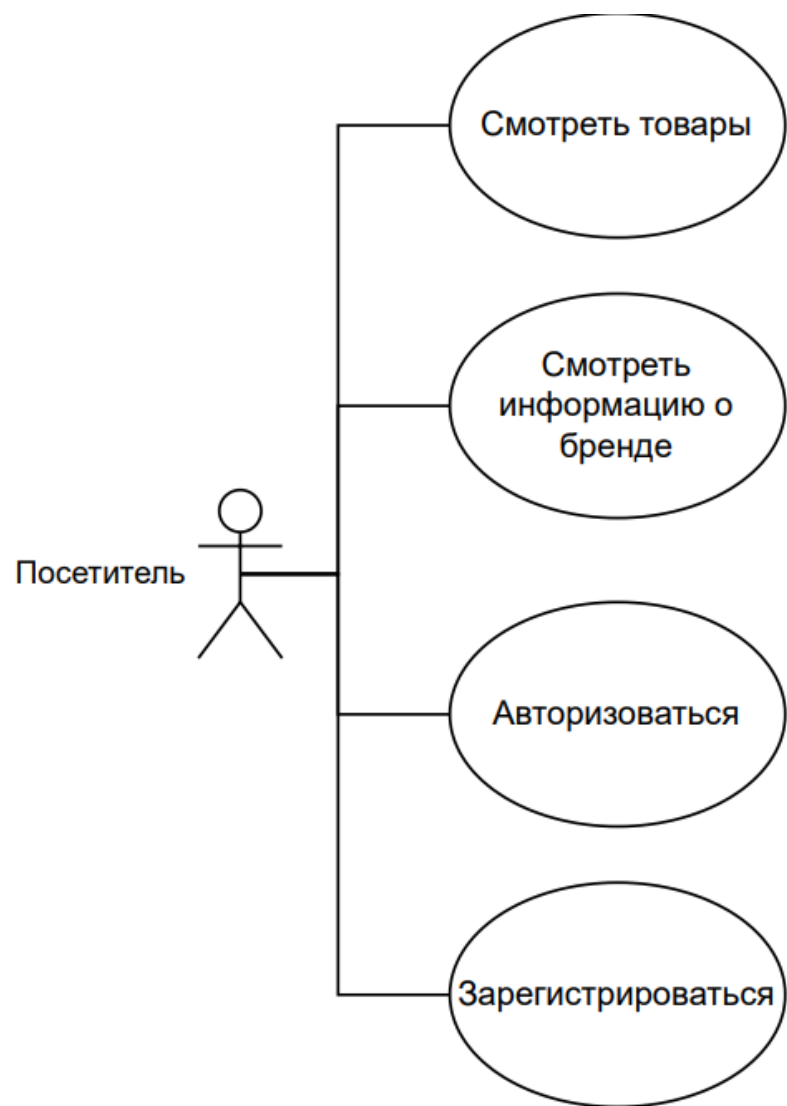 Смотреть товары
Смотреть
информацию о
бренде
Посетитель
Авторизоваться
Зарегистрироваться